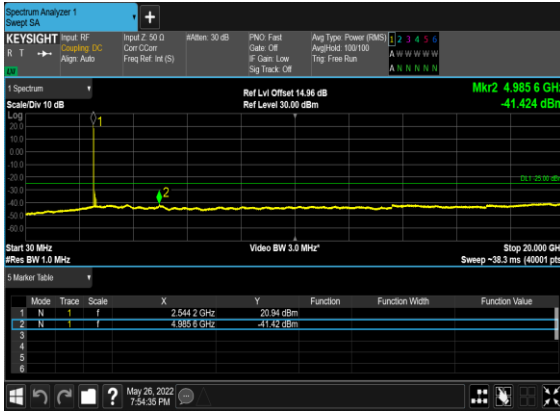 Spectrum Analyzer 1
Swept SA
+
KEYSIGHT Input: RF Input Z: 50 Ω #Atten: 30 dB PNO: Fast Avg Type: Power (RMS) 1 2 3 4 5 6
R T Coupling: DC Corr CCorr Gate: Off Avg|Hold: 100/100 A W W W W W
Align: Auto Freq Ref: Int (S) IF Gain: Low Trig: Free Run
Sig Track: Off A N N N N N
1 Spectrum
Scale/Div 10 dB Ref Lvl Offset 14.96 dB Mkr2 4.985 6 GHz
Ref Level 30.00 dBm -41.424 dBm
Log
20.0
10.0
0.00
-10.0
-20.0
-30.0
-40.0
-50.0
-60.0
1
2
DL1 -25.00 dBm
Start 30 MHz Video BW 3.0 MHz* Stop 20.000 GHz
#Res BW 1.0 MHz Sweep ~38.3 ms (40001 pts)
5 Marker Table
Mode Trace Scale X Y Function Function Width Function Value
1 N 1 f 2.544 2 GHz 20.94 dBm
2 N 1 f 4.985 6 GHz -41.42 dBm
3
4
5
6
? May 26, 2022
7:54:35 PM